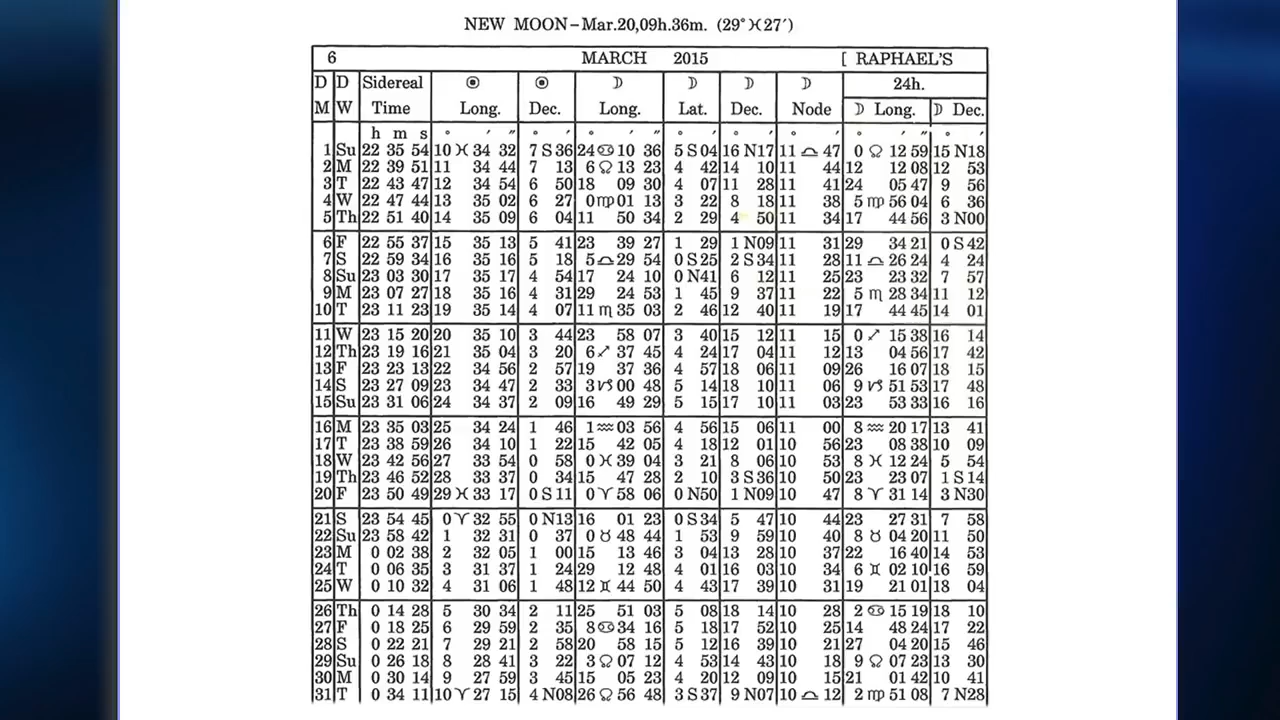 NEW MOON–Mar.20,09h.36m. (29°♓27′)
6 MARCH 2015 [ RAPHAEL'S
D D Sidereal ☉ ☉ ☽ ☽ ☽ ☽ 24h.
M W Time Long. Dec. Long. Lat. Dec. Node ☽ Long. ☽ Dec.
h m s ° ′ ″ ° ′ ° ′ ″ ° ′ ° ′ ° ′ ° ′ ″ ° ′
1 Su 22 35 54 10 ♓ 34 32 7 S 36 24 ♋ 10 36 5 S 04 16 N17 11 ♎ 47 0 ♌ 12 59 15 N18
2 M 22 39 51 11 34 44 7 13 6 ♌ 13 23 4 42 14 10 11 44 12 12 08 12 53
3 T 22 43 47 12 34 54 6 50 18 09 30 4 07 11 28 11 41 24 05 47 9 56
4 W 22 47 44 13 35 02 6 27 0 ♍ 01 13 3 22 8 18 11 38 5 ♍ 56 04 6 36
5 Th 22 51 40 14 35 09 6 04 11 50 34 2 29 4 50 11 34 17 44 56 3 N00
6 F 22 55 37 15 35 13 5 41 23 39 27 1 29 1 N09 11 31 29 34 21 0 S 42
7 S 22 59 34 16 35 16 5 18 5 ♎ 29 54 0 S 25 2 S 34 11 28 11 ♎ 26 24 4 24
8 Su 23 03 30 17 35 17 4 54 17 24 10 0 N41 6 12 11 25 23 23 32 7 57
9 M 23 07 27 18 35 16 4 31 29 24 53 1 45 9 37 11 22 5 ♏ 28 34 11 12
10 T 23 11 23 19 35 14 4 07 11 ♏ 35 03 2 46 12 40 11 19 17 44 45 14 01
11 W 23 15 20 20 35 10 3 44 23 58 07 3 40 15 12 11 15 0 ♐ 15 38 16 14
12 Th 23 19 16 21 35 04 3 20 6 ♐ 37 45 4 24 17 04 11 12 13 04 56 17 42
13 F 23 23 13 22 34 56 2 57 19 37 36 4 57 18 06 11 09 26 16 07 18 15
14 S 23 27 09 23 34 47 2 33 3 ♑ 00 48 5 14 18 10 11 06 9 ♑ 51 53 17 48
15 Su 23 31 06 24 34 37 2 09 16 49 29 5 15 17 10 11 03 23 53 33 16 16
16 M 23 35 03 25 34 24 1 46 1 ♒ 03 56 4 56 15 06 11 00 8 ♒ 20 17 13 41
17 T 23 38 59 26 34 10 1 22 15 42 05 4 18 12 01 10 56 23 08 38 10 09
18 W 23 42 56 27 33 54 0 58 0 ♓ 39 04 3 21 8 06 10 53 8 ♓ 12 24 5 54
19 Th 23 46 52 28 33 37 0 34 15 47 28 2 10 3 S 36 10 50 23 23 07 1 S 14
20 F 23 50 49 29 ♓ 33 17 0 S 11 0 ♈ 58 06 0 N50 1 N09 10 47 8 ♈ 31 14 3 N30
21 S 23 54 45 0 ♈ 32 55 0 N13 16 01 23 0 S 34 5 47 10 44 23 27 31 7 58
22 Su 23 58 42 1 32 31 0 37 0 ♉ 48 44 1 53 9 59 10 40 8 ♉ 04 20 11 50
23 M 0 02 38 2 32 05 1 00 15 13 46 3 04 13 28 10 37 22 16 40 14 53
24 T 0 06 35 3 31 37 1 24 29 12 48 4 01 16 03 10 34 6 ♊ 02 10 16 59
25 W 0 10 32 4 31 06 1 48 12 ♊ 44 50 4 43 17 39 10 31 19 21 01 18 04
26 Th 0 14 28 5 30 34 2 11 25 51 03 5 08 18 14 10 28 2 ♋ 15 19 18 10
27 F 0 18 25 6 29 59 2 35 8 ♋ 34 16 5 18 17 52 10 25 14 48 24 17 22
28 S 0 22 21 7 29 21 2 58 20 58 15 5 12 16 39 10 21 27 04 20 15 46
29 Su 0 26 18 8 28 41 3 22 3 ♌ 07 12 4 53 14 43 10 18 9 ♌ 07 23 13 30
30 M 0 30 14 9 27 59 3 45 15 05 23 4 20 12 09 10 15 21 01 42 10 41
31 T 0 34 11 10 ♈ 27 15 4 N08 26 ♌ 56 48 3 S 37 9 N07 10 ♎ 12 2 ♍ 51 08 7 N28